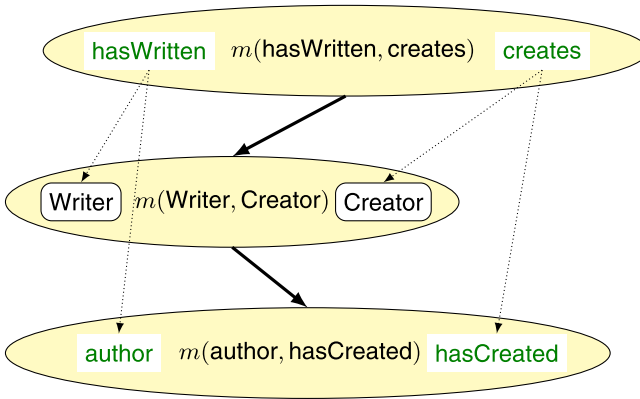 hasWritten m(hasWritten, creates) creates
Writer m(Writer, Creator) Creator
author m(author, hasCreated) hasCreated